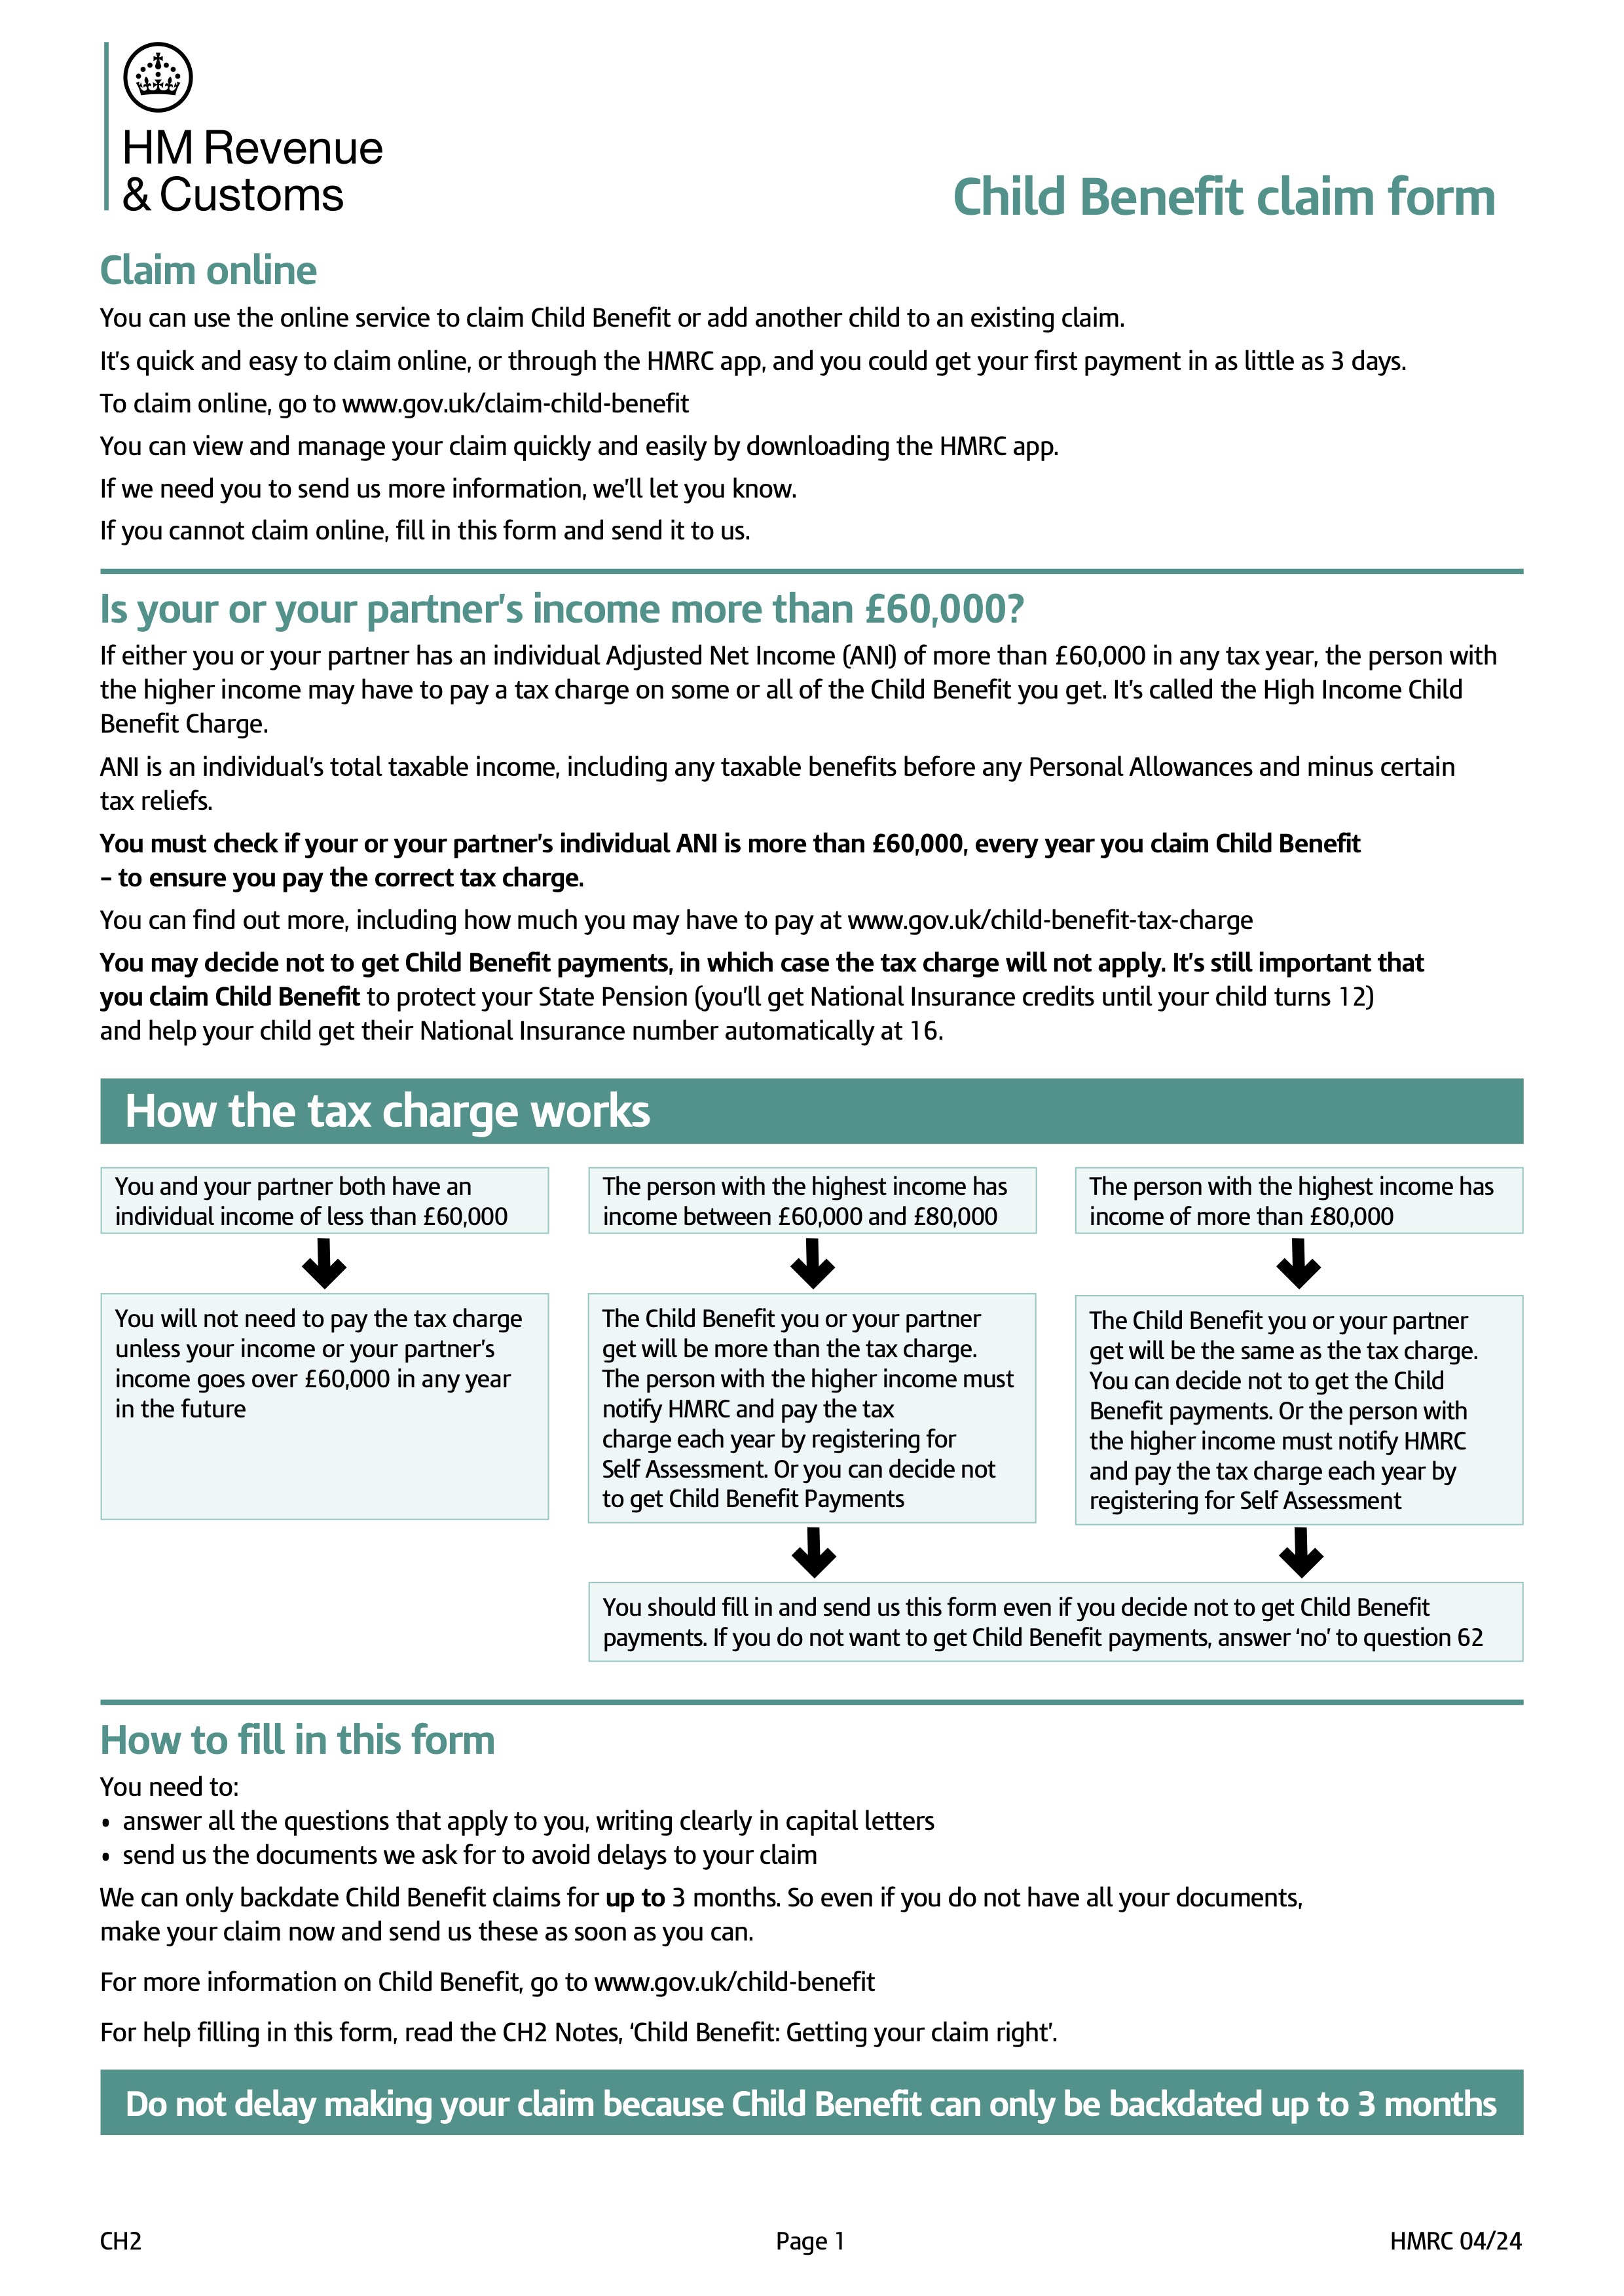 HM Revenue
& Customs
Child Benefit claim form
Claim online
You can use the online service to claim Child Benefit or add another child to an existing claim.
It's quick and easy to claim online, or through the HMRC app, and you could get your first payment in as little as 3 days.
To claim online, go to www.gov.uk/claim-child-benefit
You can view and manage your claim quickly and easily by downloading the HMRC app.
If we need you to send us more information, we'll let you know.
If you cannot claim online, fill in this form and send it to us.
Is your or your partner's income more than £60,000?
If either you or your partner has an individual Adjusted Net Income (ANI) of more than £60,000 in any tax year, the person with
the higher income may have to pay a tax charge on some or all of the Child Benefit you get. It's called the High Income Child
Benefit Charge.
ANI is an individual's total taxable income, including any taxable benefits before any Personal Allowances and minus certain
tax reliefs.
You must check if your or your partner's individual ANI is more than £60,000, every year you claim Child Benefit
– to ensure you pay the correct tax charge.
You can find out more, including how much you may have to pay at www.gov.uk/child-benefit-tax-charge
You may decide not to get Child Benefit payments, in which case the tax charge will not apply. It's still important that
you claim Child Benefit to protect your State Pension (you'll get National Insurance credits until your child turns 12)
and help your child get their National Insurance number automatically at 16.
How the tax charge works
You and your partner both have an
individual income of less than £60,000
You will not need to pay the tax charge
unless your income or your partner's
income goes over £60,000 in any year
in the future
The person with the highest income has
income between £60,000 and £80,000
The Child Benefit you or your partner
get will be more than the tax charge.
The person with the higher income must
notify HMRC and pay the tax
charge each year by registering for
Self Assessment. Or you can decide not
to get Child Benefit Payments
The person with the highest income has
income of more than £80,000
The Child Benefit you or your partner
get will be the same as the tax charge.
You can decide not to get the Child
Benefit payments. Or the person with
the higher income must notify HMRC
and pay the tax charge each year by
registering for Self Assessment
You should fill in and send us this form even if you decide not to get Child Benefit
payments. If you do not want to get Child Benefit payments, answer 'no' to question 62
How to fill in this form
You need to:
• answer all the questions that apply to you, writing clearly in capital letters
• send us the documents we ask for to avoid delays to your claim
We can only backdate Child Benefit claims for up to 3 months. So even if you do not have all your documents,
make your claim now and send us these as soon as you can.
For more information on Child Benefit, go to www.gov.uk/child-benefit
For help filling in this form, read the CH2 Notes, 'Child Benefit: Getting your claim right'.
Do not delay making your claim because Child Benefit can only be backdated up to 3 months
CH2
Page 1
HMRC 04/24